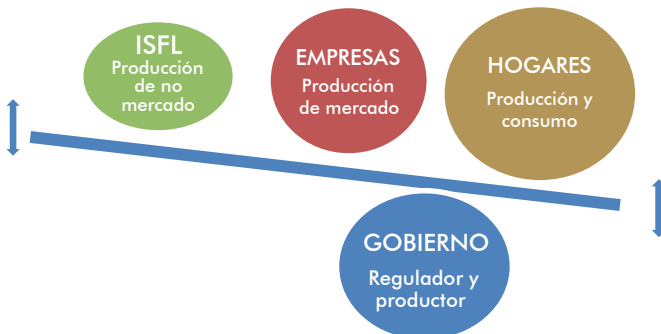 ISFL
Producción
de no
mercado
EMPRESAS
Producción
de mercado
HOGARES
Producción y
consumo
GOBIERNO
Regulador y
productor